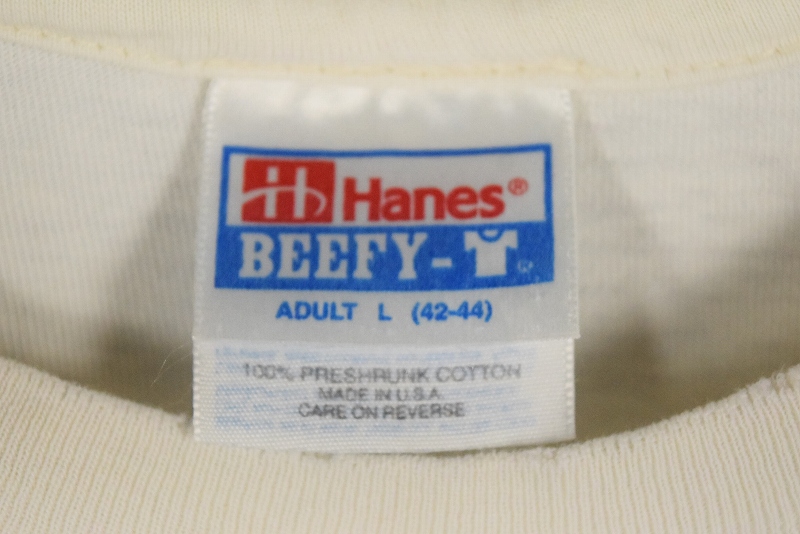 Hanes®
BEEFY-T®
ADULT L (42-44)
100% PRESHRUNK COTTON
MADE IN U.S.A.
CARE ON REVERSE